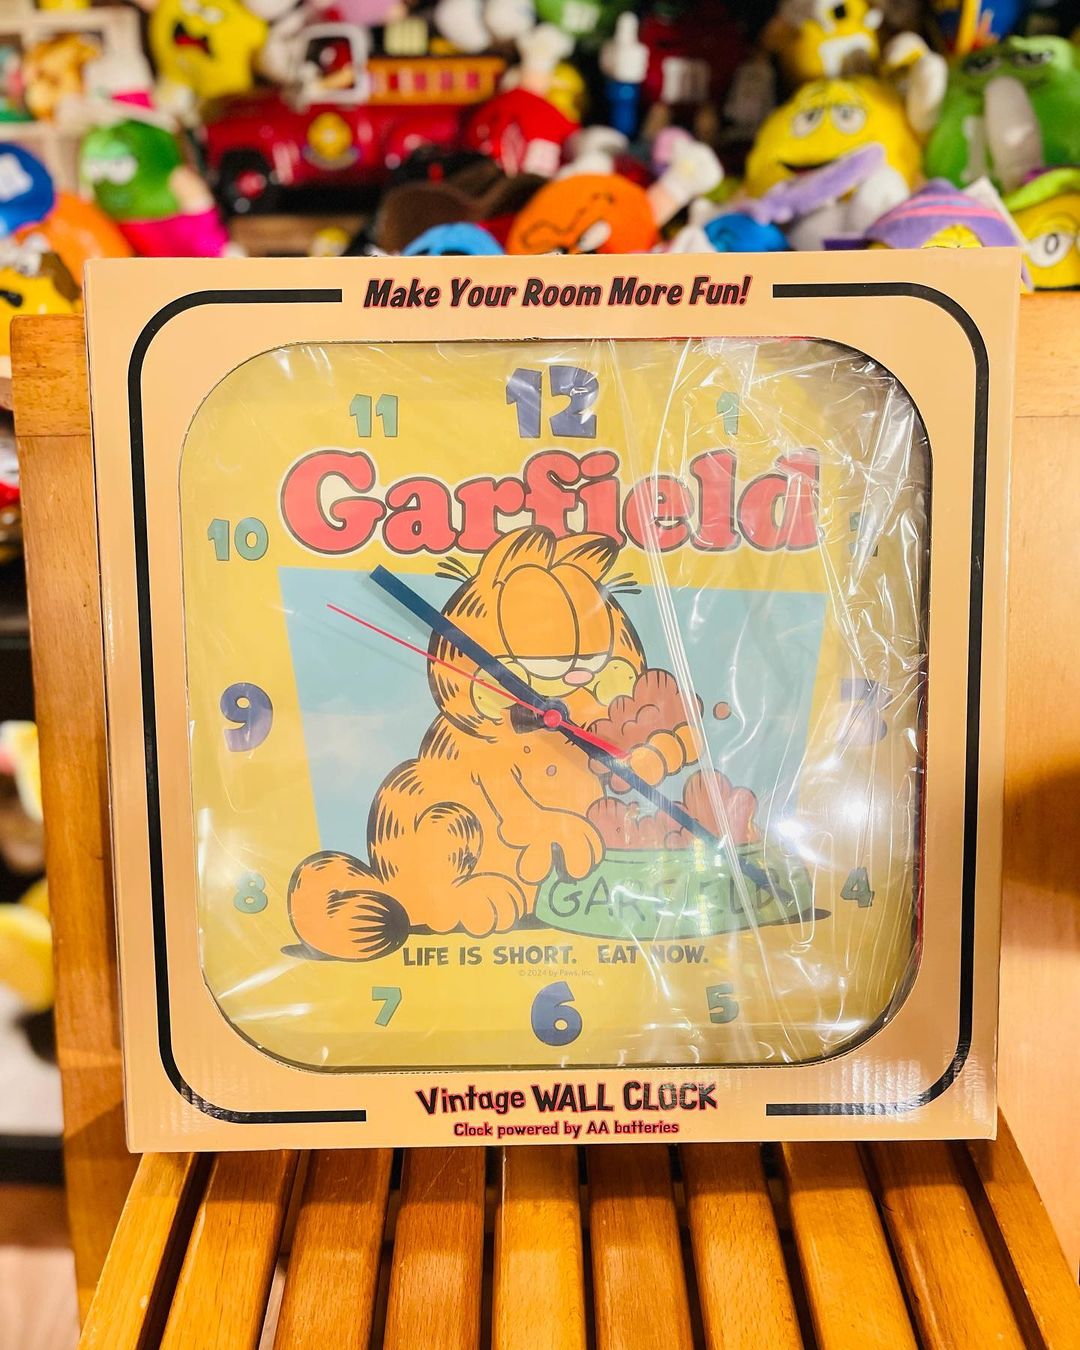 Make Your Room More Fun!
11 12 1
Garfield
10
9
8 4
GARFIELD
LIFE IS SHORT. EAT NOW.
© 2024 by Paws, Inc.
7 6 5
Vintage WALL CLOCK
Clock powered by AA batteries